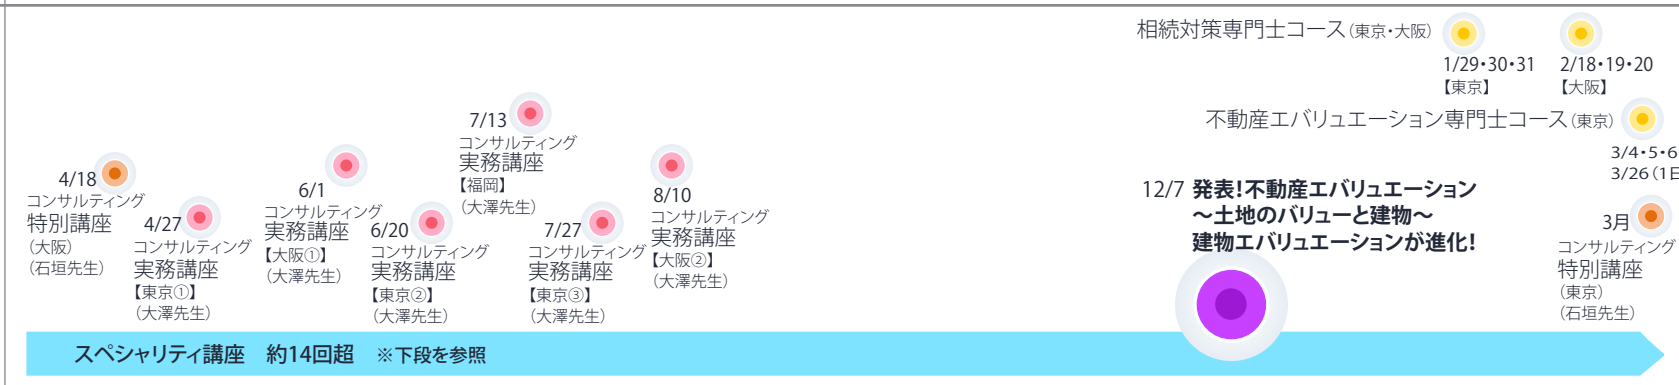 相続対策専門士コース（東京・大阪）
1/29・30・31
【東京】
2/18・19・20
【大阪】
不動産エバリュエーション専門士コース（東京）
3/4・5・6
3/26（1日
4/18
コンサルティング
特別講座
（大阪）
（石垣先生）
4/27
コンサルティング
実務講座
【東京①】
（大澤先生）
6/1
コンサルティング
実務講座
【大阪①】
（大澤先生）
6/20
コンサルティング
実務講座
【東京②】
（大澤先生）
7/13
コンサルティング
実務講座
【福岡】
（大澤先生）
7/27
コンサルティング
実務講座
【東京③】
（大澤先生）
8/10
コンサルティング
実務講座
【大阪②】
（大澤先生）
12/7 発表！不動産エバリュエーション
～土地のバリューと建物～
建物エバリュエーションが進化！
3月
コンサルティング
特別講座
（東京）
（石垣先生）
スペシャリティ講座　約14回超　※下段を参照